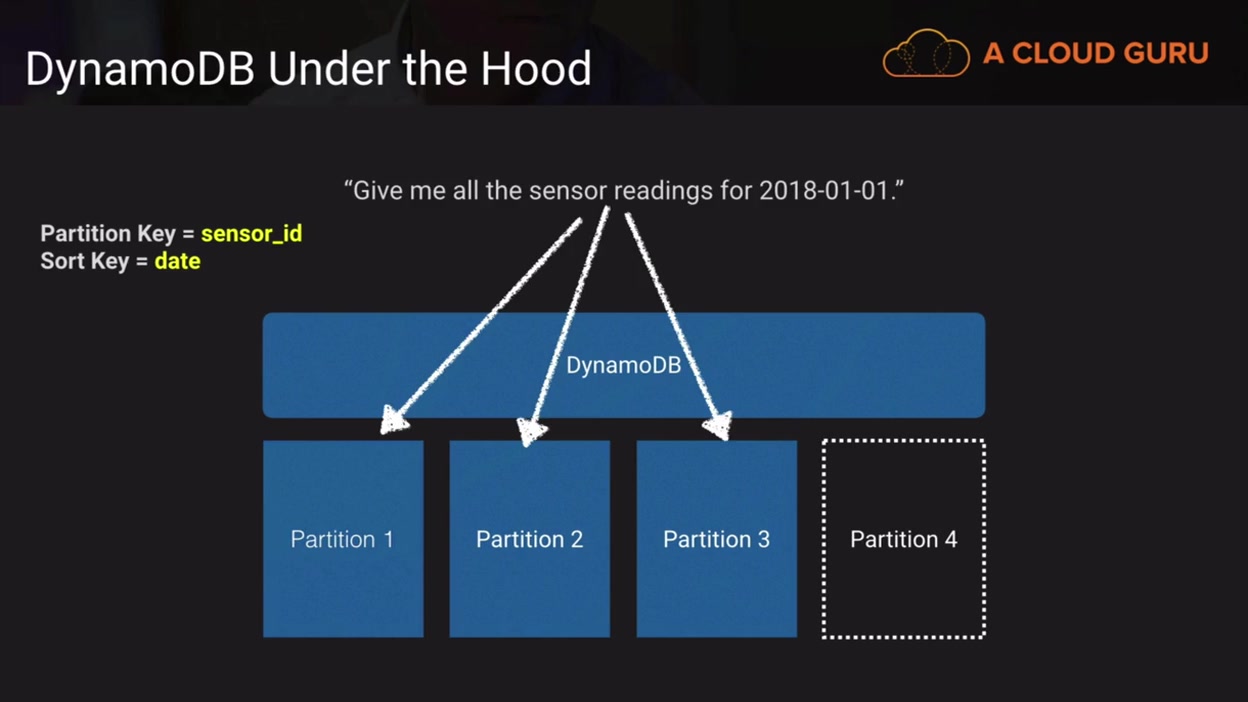 DynamoDB Under the Hood
A CLOUD GURU
“Give me all the sensor readings for 2018-01-01.”
Partition Key = sensor_id
Sort Key = date
DynamoDB
Partition 1
Partition 2
Partition 3
Partition 4